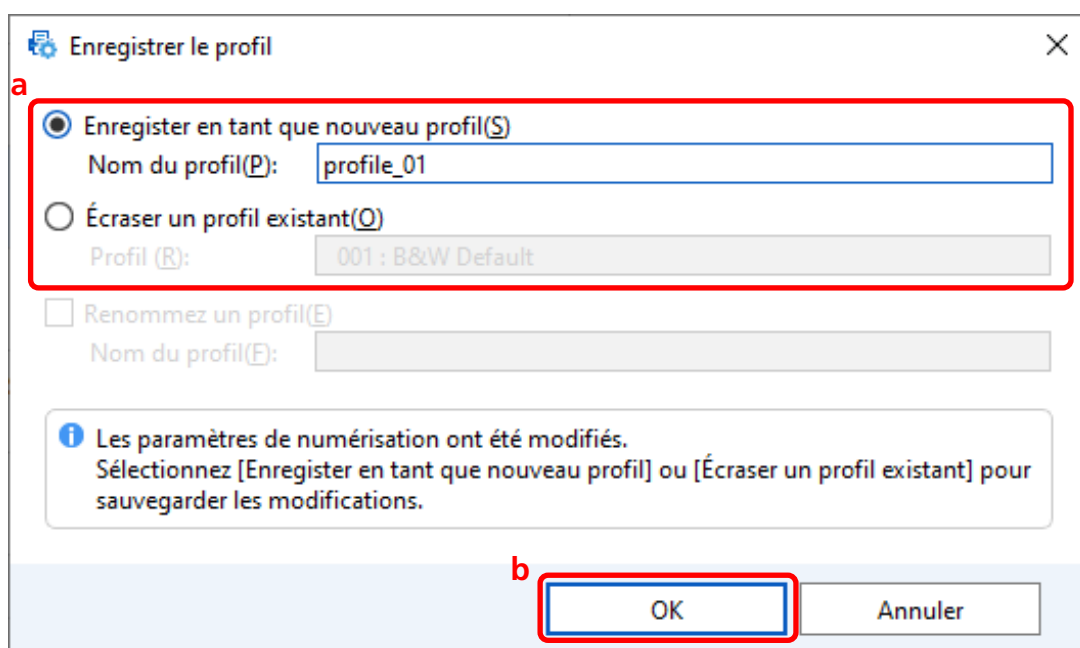 Enregistrer le profil
a
Enregister en tant que nouveau profil(S)
Nom du profil(P): profile_01
Écraser un profil existant(O)
Profil (R): 001 : B&W Default
Renommez un profil(E)
Nom du profil(F):
Les paramètres de numérisation ont été modifiés.
Sélectionnez [Enregister en tant que nouveau profil] ou [Écraser un profil existant] pour
sauvegarder les modifications.
b
OK Annuler